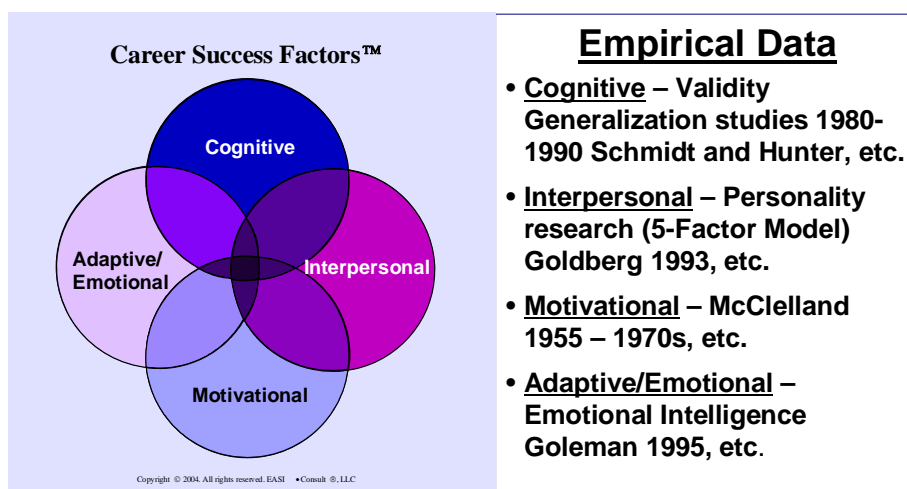 Career Success Factors™
Cognitive
Adaptive/
Emotional
Interpersonal
Motivational
Copyright © 2004. All rights reserved. EASI •Consult ®, LLC
Empirical Data
• Cognitive – Validity
Generalization studies 1980-
1990 Schmidt and Hunter, etc.
• Interpersonal – Personality
research (5-Factor Model)
Goldberg 1993, etc.
• Motivational – McClelland
1955 – 1970s, etc.
• Adaptive/Emotional –
Emotional Intelligence
Goleman 1995, etc.